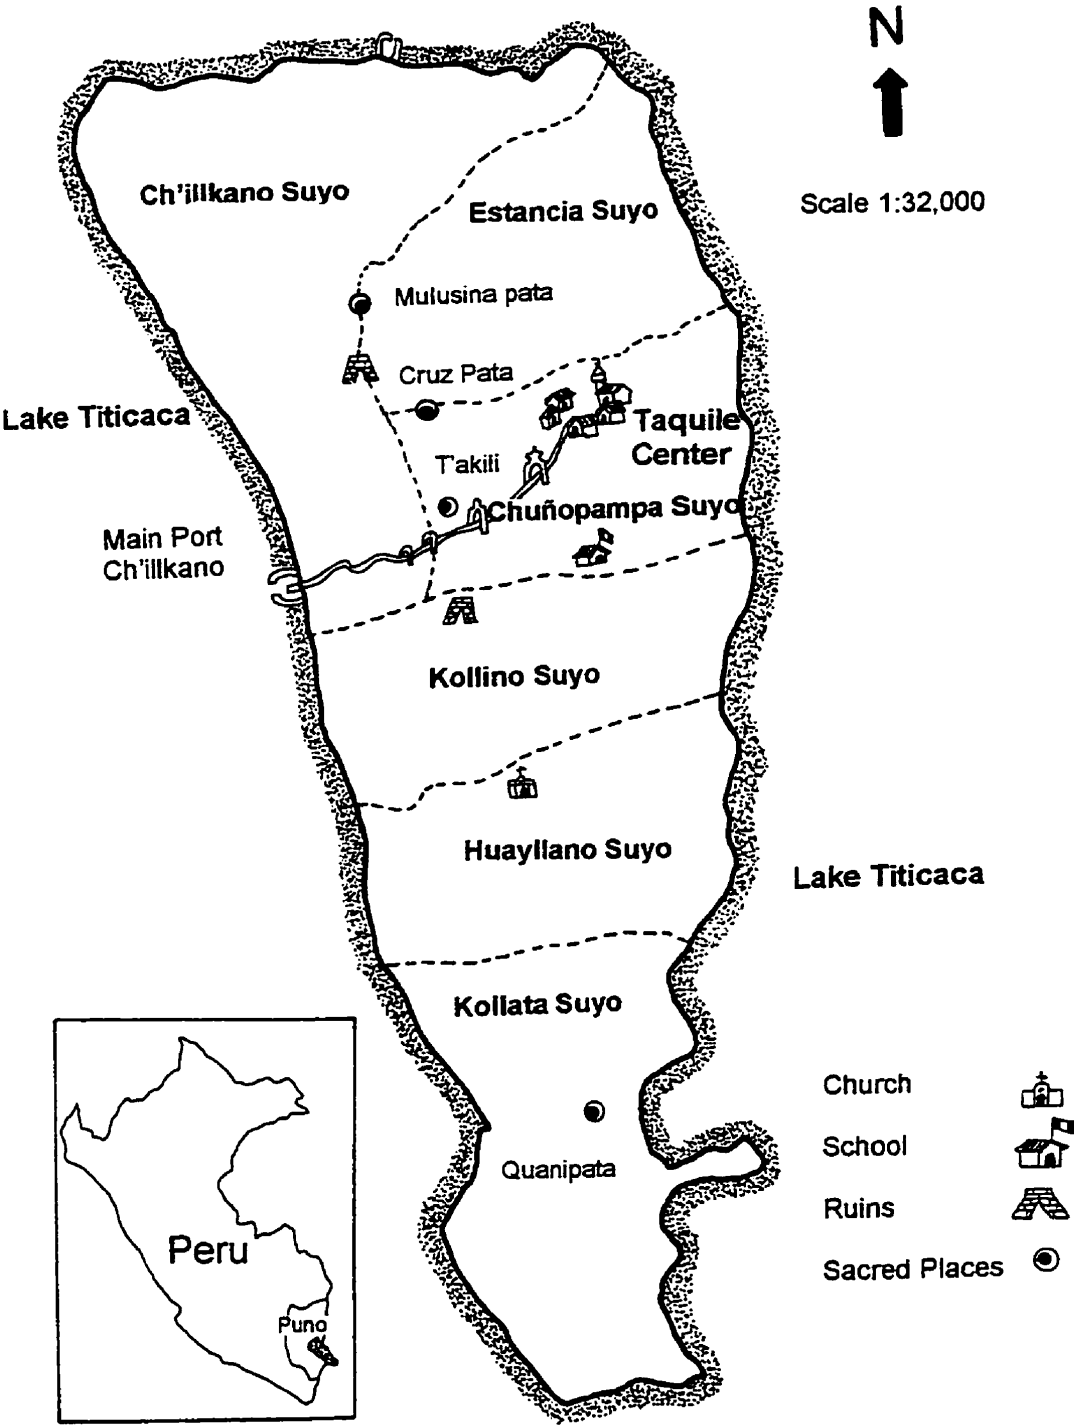 N
Scale 1:32,000
Ch'illkano Suyo
Estancia Suyo
Mulusina pata
Cruz Pata
Lake Titicaca
Taquile
Center
T'akili
Chuñopampa Suyo
Main Port
Ch'illkano
Kollino Suyo
Huayllano Suyo
Lake Titicaca
Kollata Suyo
Quanipata
Peru
Puno
Church
School
Ruins
Sacred Places